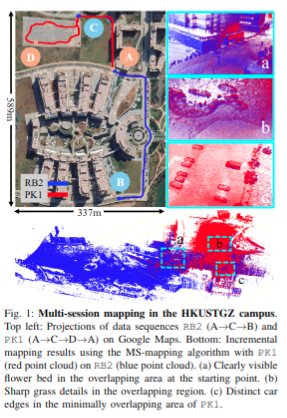 C
D
A
589m
RB2
PK1
B
337m
a
b
c
a
b
c
Fig. 1: Multi-session mapping in the HKUSTGZ campus.
Top left: Projections of data sequences RB2 (A→C→B) and
PK1 (A→C→D→A) on Google Maps. Bottom: Incremental
mapping results using the MS-mapping algorithm with PK1
(red point cloud) on RB2 (blue point cloud). (a) Clearly visible
flower bed in the overlapping area at the starting point. (b)
Sharp grass details in the overlapping region. (c) Distinct car
edges in the minimally overlapping area of PK1.